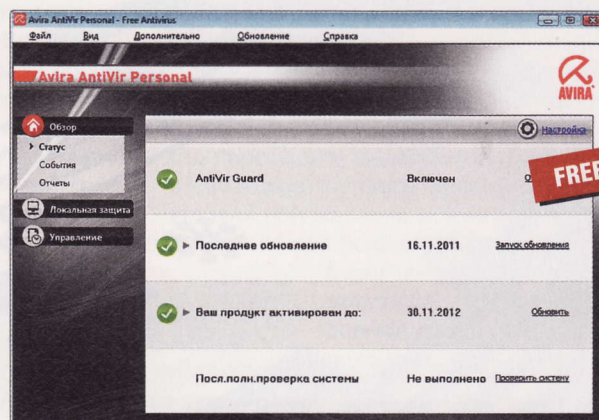 Avira AntiVir Personal - Free Antivirus
Файл Вид Дополнительно Обновление Справка
Avira AntiVir Personal
AVIRA
Обзор
Настройка
Статус
События
Отчеты
Локальная защита
Управление
AntiVir Guard Включен
FREE
Последнее обновление 16.11.2011 Запуск обновления
Ваш продукт активирован до: 30.11.2012 Обновить
Посл.полн.проверка системы Не выполнено Проверить систему